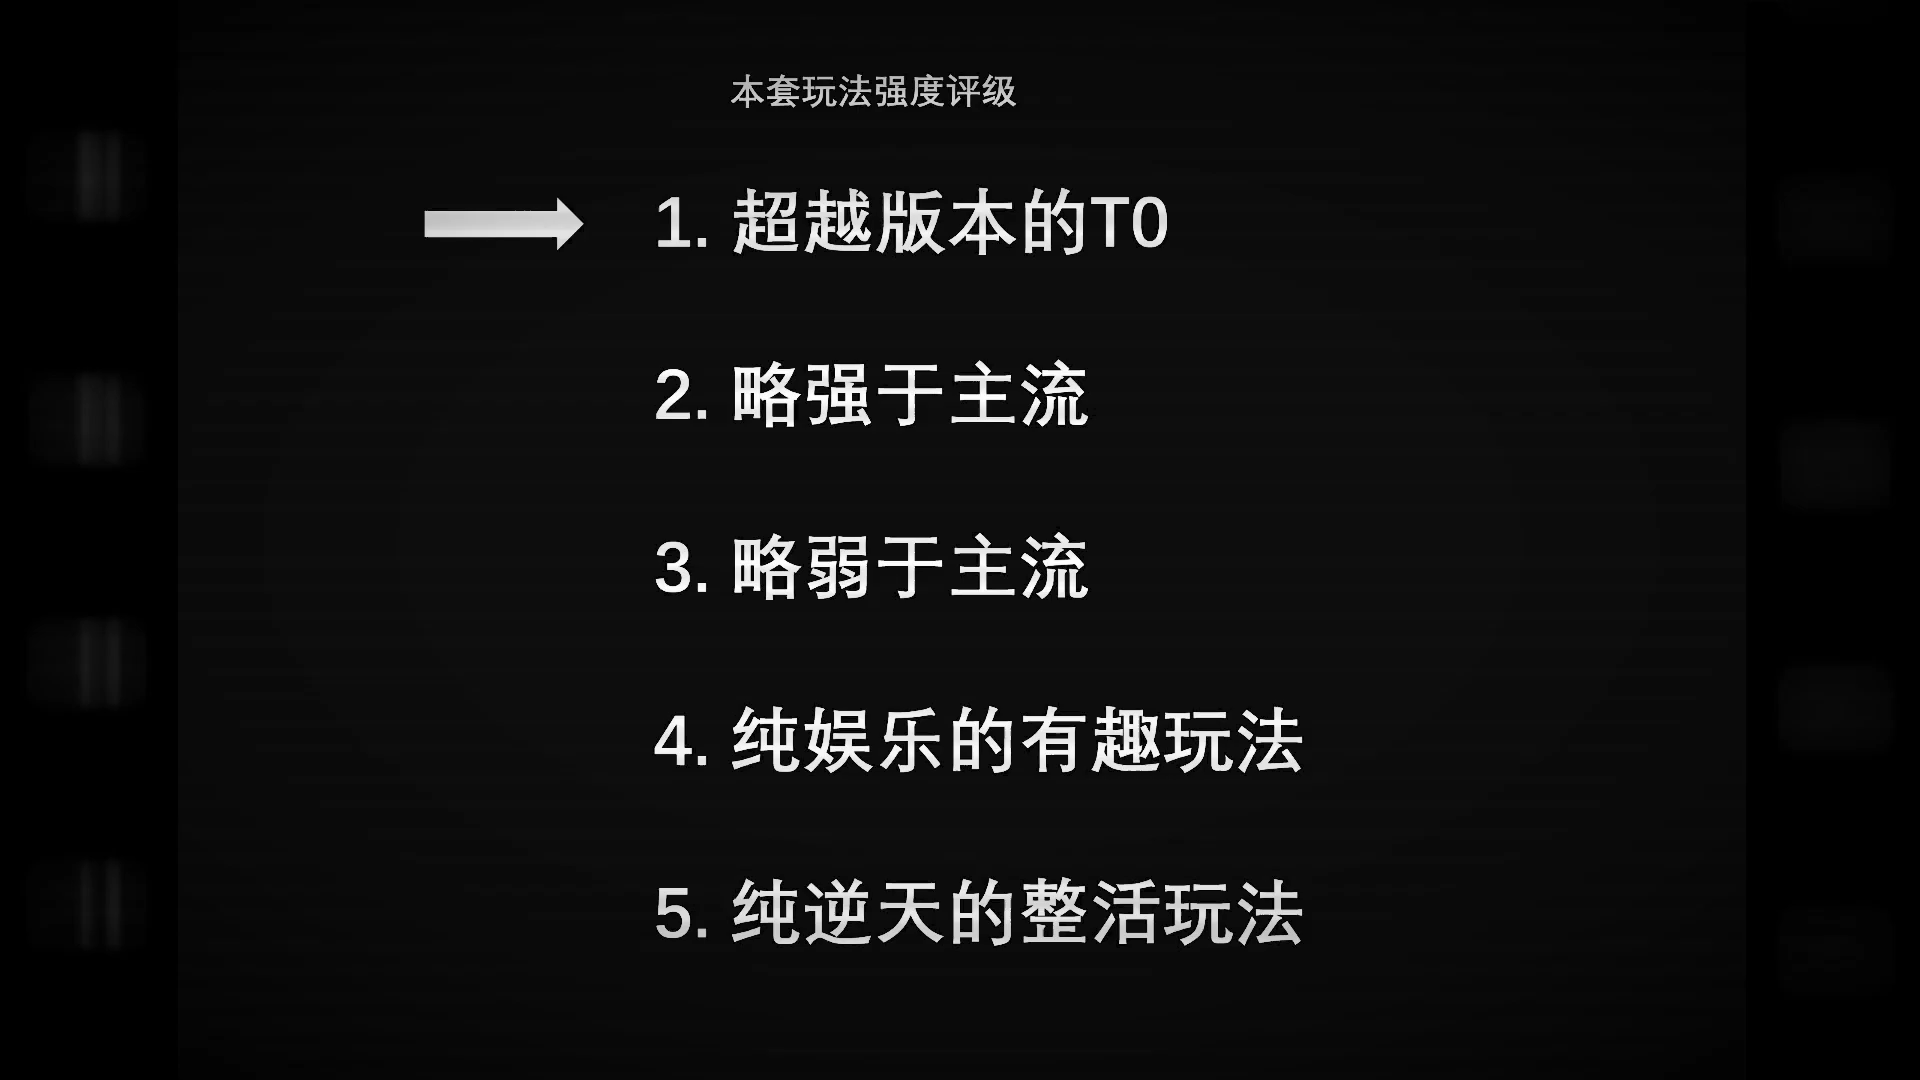 本套玩法强度评级
1. 超越版本的T0
2. 略强于主流
3. 略弱于主流
4. 纯娱乐的有趣玩法
5. 纯逆天的整活玩法